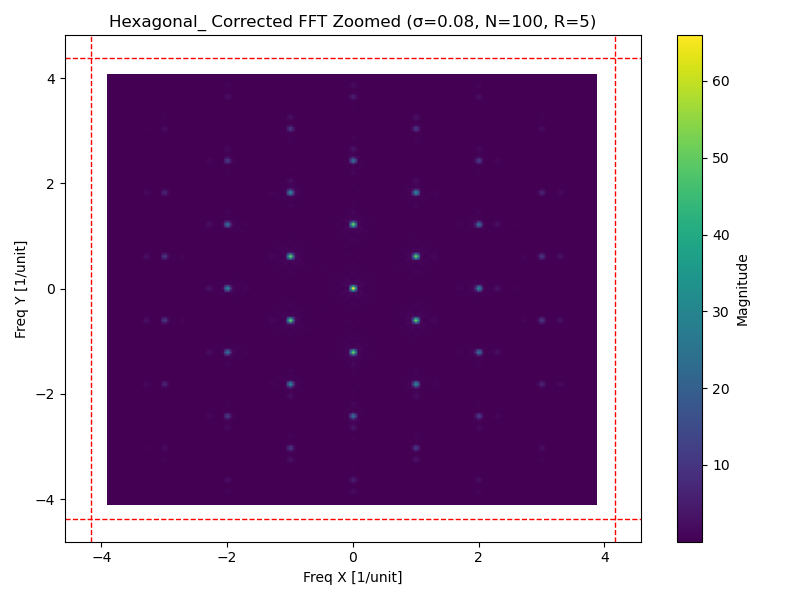 Hexagonal_ Corrected FFT Zoomed (σ=0.08, N=100, R=5)
Freq Y [1/unit]
4
2
0
−2
−4
−4 −2 0 2 4
Freq X [1/unit]
60
50
40
30
20
10
Magnitude